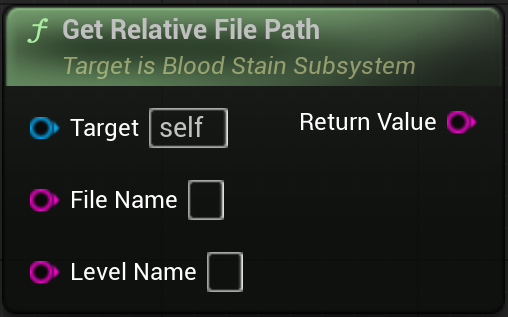 f Get Relative File Path
Target is Blood Stain Subsystem
Target self Return Value
File Name
Level Name